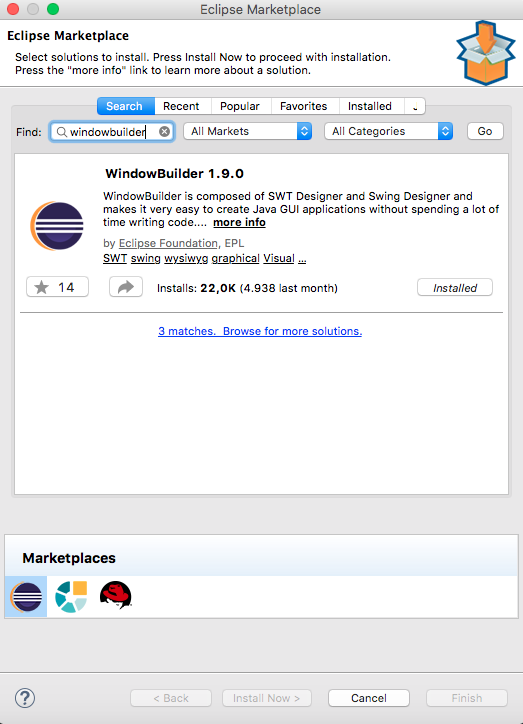 Eclipse Marketplace
Eclipse Marketplace
Select solutions to install. Press Install Now to proceed with installation.
Press the "more info" link to learn more about a solution.
Search Recent Popular Favorites Installed
Find: windowbuilder All Markets All Categories Go
WindowBuilder 1.9.0
WindowBuilder is composed of SWT Designer and Swing Designer and
makes it very easy to create Java GUI applications without spending a lot of
time writing code.... more info
by Eclipse Foundation, EPL
SWT swing wysiwyg graphical Visual ...
14 Installs: 22,0K (4.938 last month) Installed
3 matches. Browse for more solutions.
Marketplaces
? < Back Install Now > Cancel Finish